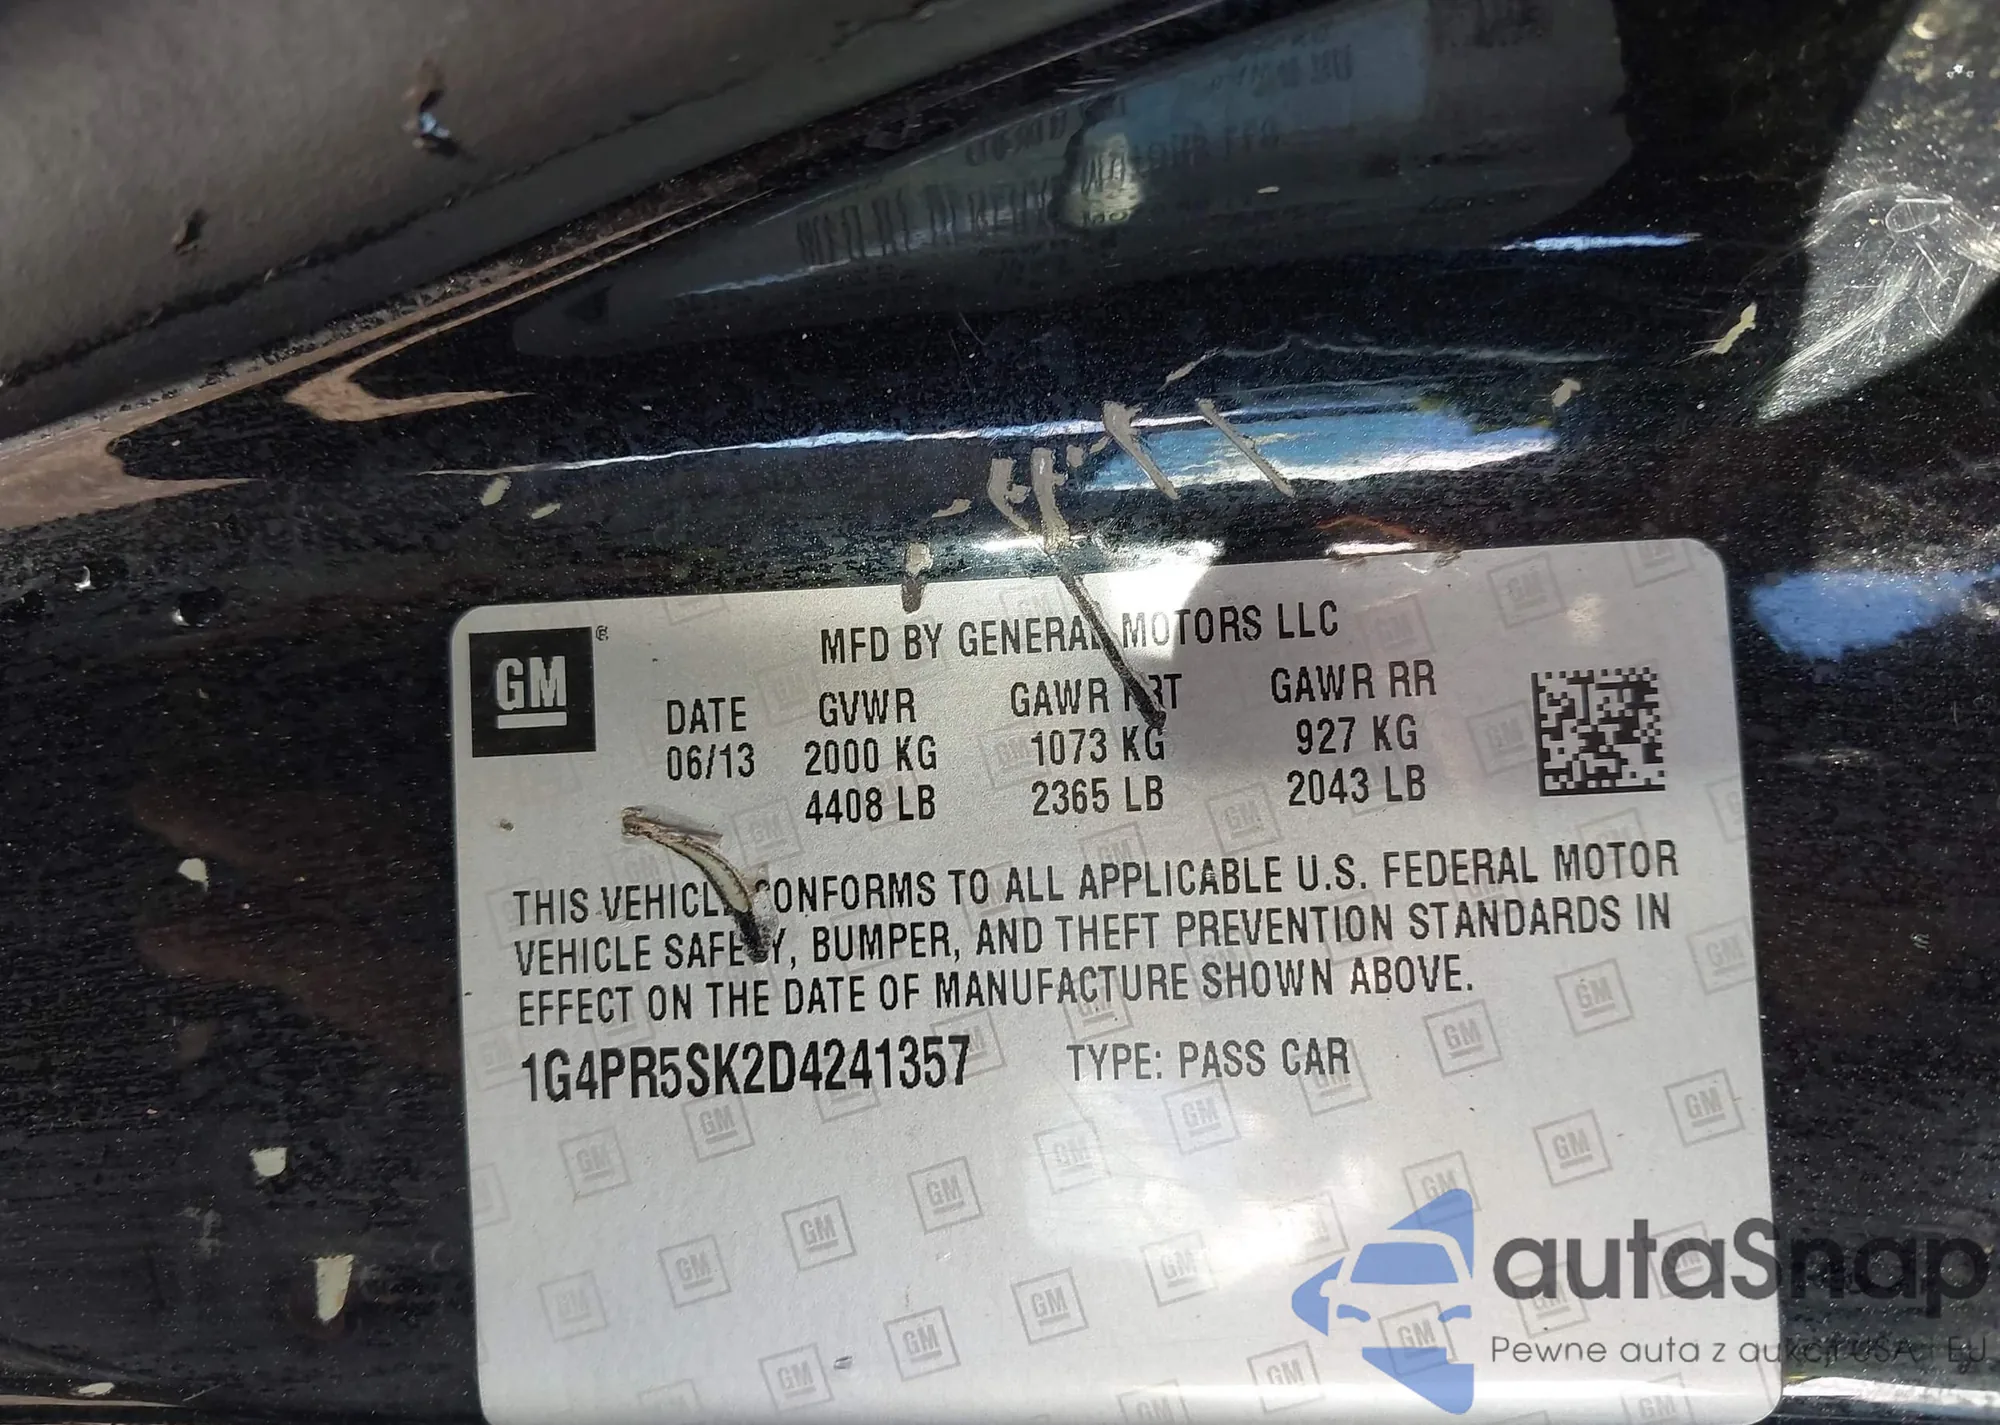 MFD BY GENERAL MOTORS LLC
GM
DATE GVWR GAWR FRT GAWR RR
06/13 2000 KG 1073 KG 927 KG
4408 LB 2365 LB 2043 LB
THIS VEHICLE CONFORMS TO ALL APPLICABLE U.S. FEDERAL MOTOR
VEHICLE SAFETY, BUMPER, AND THEFT PREVENTION STANDARDS IN
EFFECT ON THE DATE OF MANUFACTURE SHOWN ABOVE.
1G4PR5SK2D4241357 TYPE: PASS CAR
autaSnap
Pewne auta z aukcji USA i EU